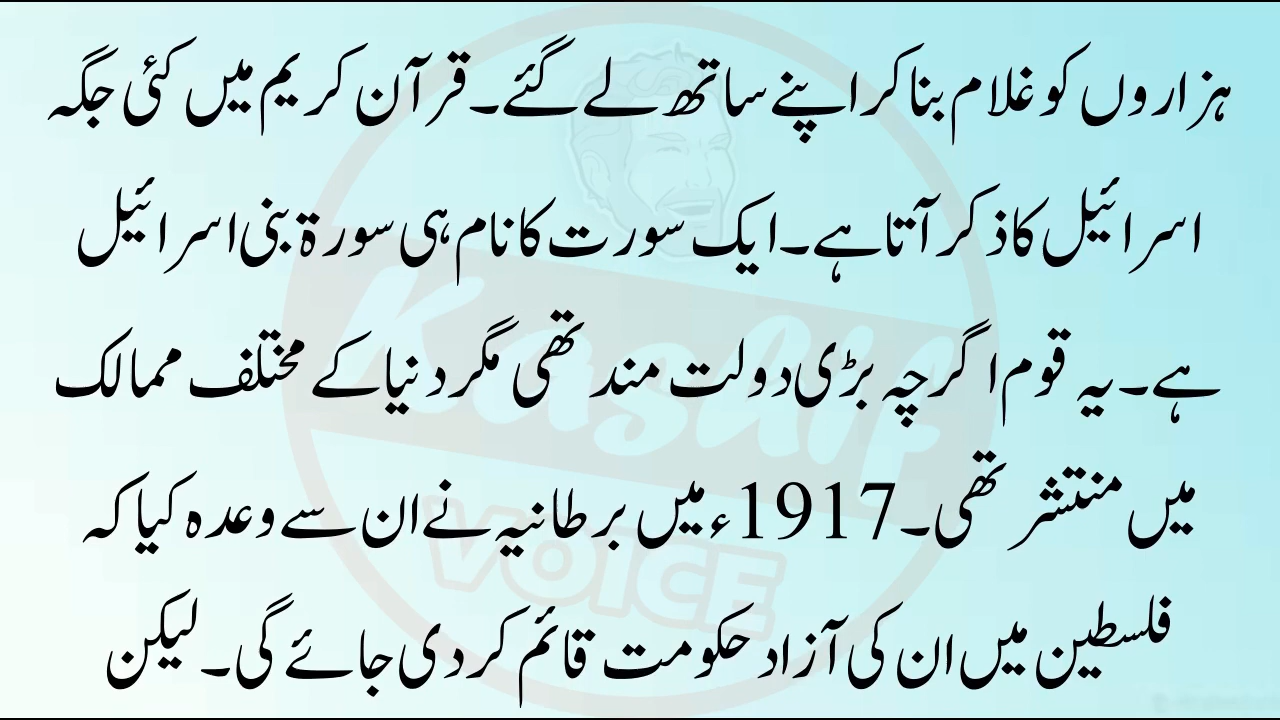 ہزاروں کو غلام بنا کر اپنے ساتھ لے گئے۔ قرآن کریم میں کئی جگہ
اسرائیل کا ذکر آتا ہے۔ ایک سورت کا نام ہی سورۃ بنی اسرائیل
ہے۔ یہ قوم اگرچہ بڑی دولت مند تھی مگر دنیا کے مختلف ممالک
میں منتشر تھی۔ 1917ء میں برطانیہ نے ان سے وعدہ کیا کہ
فلسطین میں ان کی آزاد حکومت قائم کر دی جائے گی۔ لیکن
Kashif
VOICE